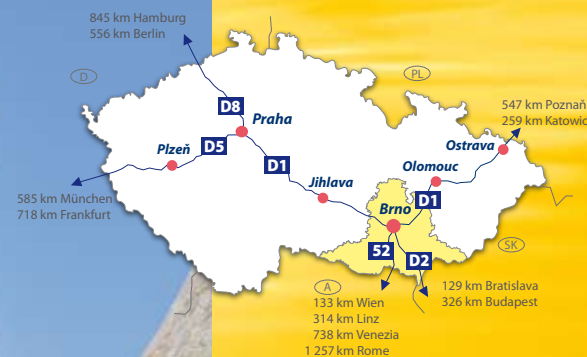 845 km Hamburg
556 km Berlin
D
PL
D8
547 km Poznań
259 km Katowic
Praha
Ostrava
Plzeň
D5
D1
Olomouc
Jihlava
585 km München
718 km Frankfurt
D1
Brno
52
D2
SK
A
129 km Bratislava
326 km Budapest
133 km Wien
314 km Linz
738 km Venezia
1 257 km Rome